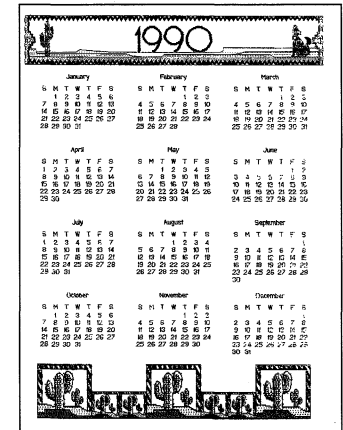 1990
January
S M T W T F S
1 2 3 4 5 6
7 8 9 10 11 12 13
14 15 16 17 18 19 20
21 22 23 24 25 26 27
28 29 30 31
February
S M T W T F S
1 2 3
4 5 6 7 8 9 10
11 12 13 14 15 16 17
18 19 20 21 22 23 24
25 26 27 28
March
S M T W T F S
1 2 3
4 5 6 7 8 9 10
11 12 13 14 15 16 17
18 19 20 21 22 23 24
25 26 27 28 29 30 31
April
S M T W T F S
1 2 3 4 5 6 7
8 9 10 11 12 13 14
15 16 17 18 19 20 21
22 23 24 25 26 27 28
29 30
May
S M T W T F S
1 2 3 4 5
6 7 8 9 10 11 12
13 14 15 16 17 18 19
20 21 22 23 24 25 26
27 28 29 30 31
June
S M T W T F S
1 2
3 4 5 6 7 8 9
10 11 12 13 14 15 16
17 18 19 20 21 22 23
24 25 26 27 28 29 30
July
S M T W T F S
1 2 3 4 5 6 7
8 9 10 11 12 13 14
15 16 17 18 19 20 21
22 23 24 25 26 27 28
29 30 31
August
S M T W T F S
1 2 3 4
5 6 7 8 9 10 11
12 13 14 15 16 17 18
19 20 21 22 23 24 25
26 27 28 29 30 31
September
S M T W T F S
1
2 3 4 5 6 7 8
9 10 11 12 13 14 15
16 17 18 19 20 21 22
23 24 25 26 27 28 29
30
October
S M T W T F S
1 2 3 4 5 6
7 8 9 10 11 12 13
14 15 16 17 18 19 20
21 22 23 24 25 26 27
28 29 30 31
November
S M T W T F S
1 2 3
4 5 6 7 8 9 10
11 12 13 14 15 16 17
18 19 20 21 22 23 24
25 26 27 28 29 30
December
S M T W T F S
1
2 3 4 5 6 7 8
9 10 11 12 13 14 15
16 17 18 19 20 21 22
23 24 25 26 27 28 29
30 31